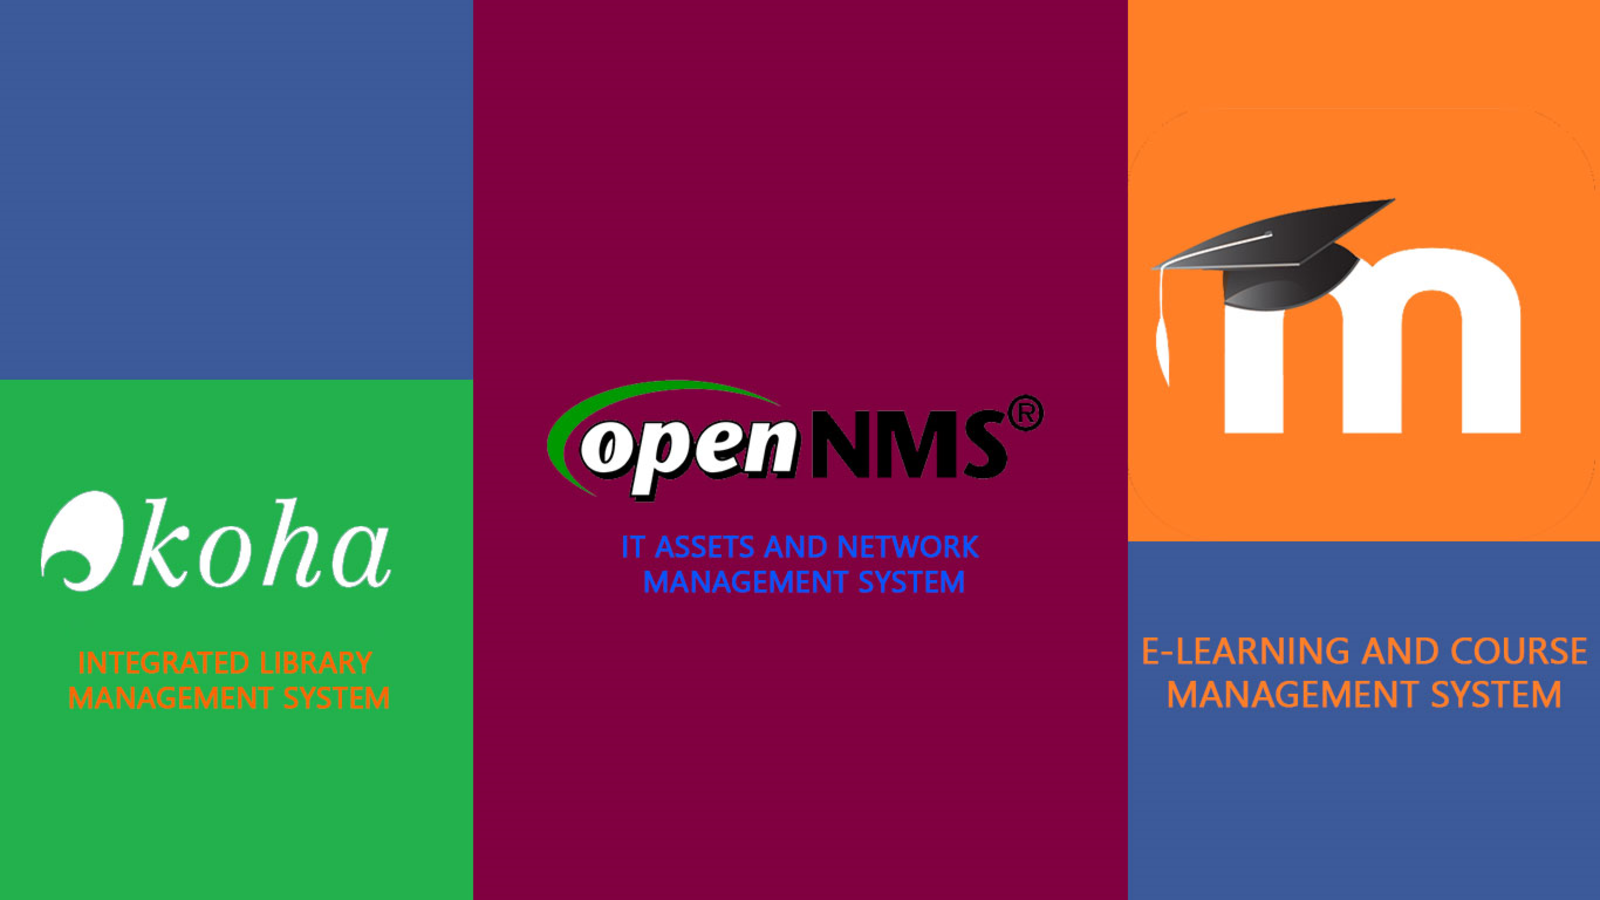 koha
INTEGRATED LIBRARY
MANAGEMENT SYSTEM
openNMS®
IT ASSETS AND NETWORK
MANAGEMENT SYSTEM
m
E-LEARNING AND COURSE
MANAGEMENT SYSTEM